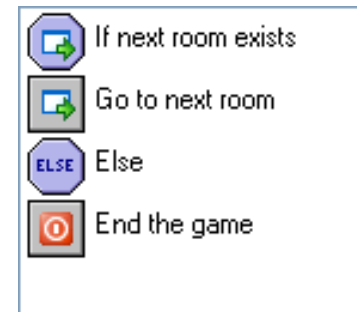 If next room exists
Go to next room
ELSE Else
End the game